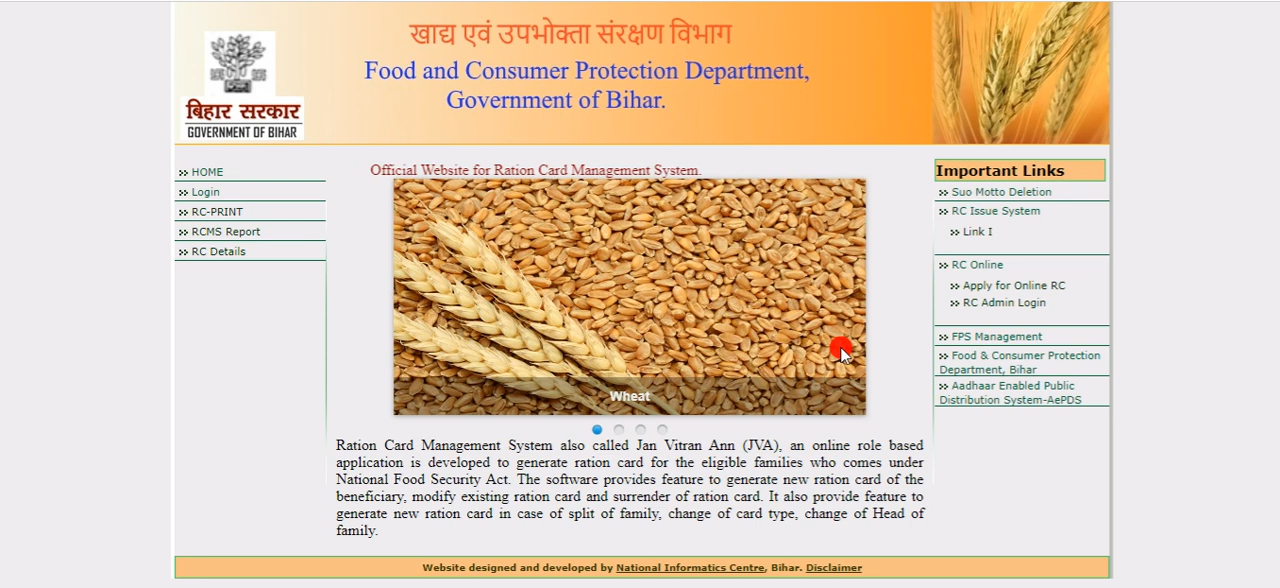 खाद्य एवं उपभोक्ता संरक्षण विभाग
Food and Consumer Protection Department,
Government of Bihar.
बिहार सरकार
GOVERNMENT OF BIHAR
HOME
Login
RC-PRINT
RCMS Report
RC Details
Official Website for Ration Card Management System.
Wheat
Ration Card Management System also called Jan Vitran Ann (JVA), an online role based
application is developed to generate ration card for the eligible families who comes under
National Food Security Act. The software provides feature to generate new ration card of the
beneficiary, modify existing ration card and surrender of ration card. It also provide feature to
generate new ration card in case of split of family, change of card type, change of Head of
family.
Important Links
Suo Motto Deletion
RC Issue System
Link I
RC Online
Apply for Online RC
RC Admin Login
FPS Management
Food & Consumer Protection
Department, Bihar
Aadhaar Enabled Public
Distribution System-AePDS
Website designed and developed by National Informatics Centre, Bihar. Disclaimer